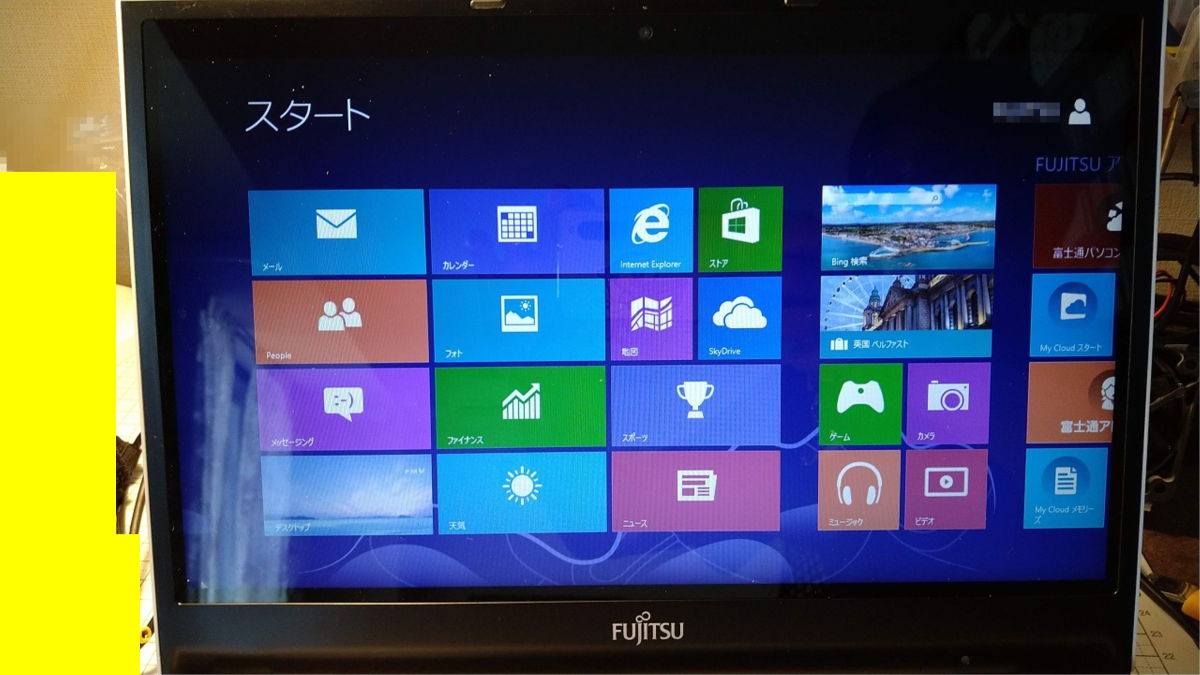 スタート
FUJITSU ア
メール
カレンダー
Internet Explorer
ストア
Bing 検索
富士通パソコン
People
フォト
地図
SkyDrive
英国 ベルファスト
My Cloud スタート
メッセージング
ファイナンス
スポーツ
ゲーム
カメラ
富士通ア
デスクトップ
天気
ニュース
ミュージック
ビデオ
My Cloud メモリー
ズ
FUJITSU
24
23
22